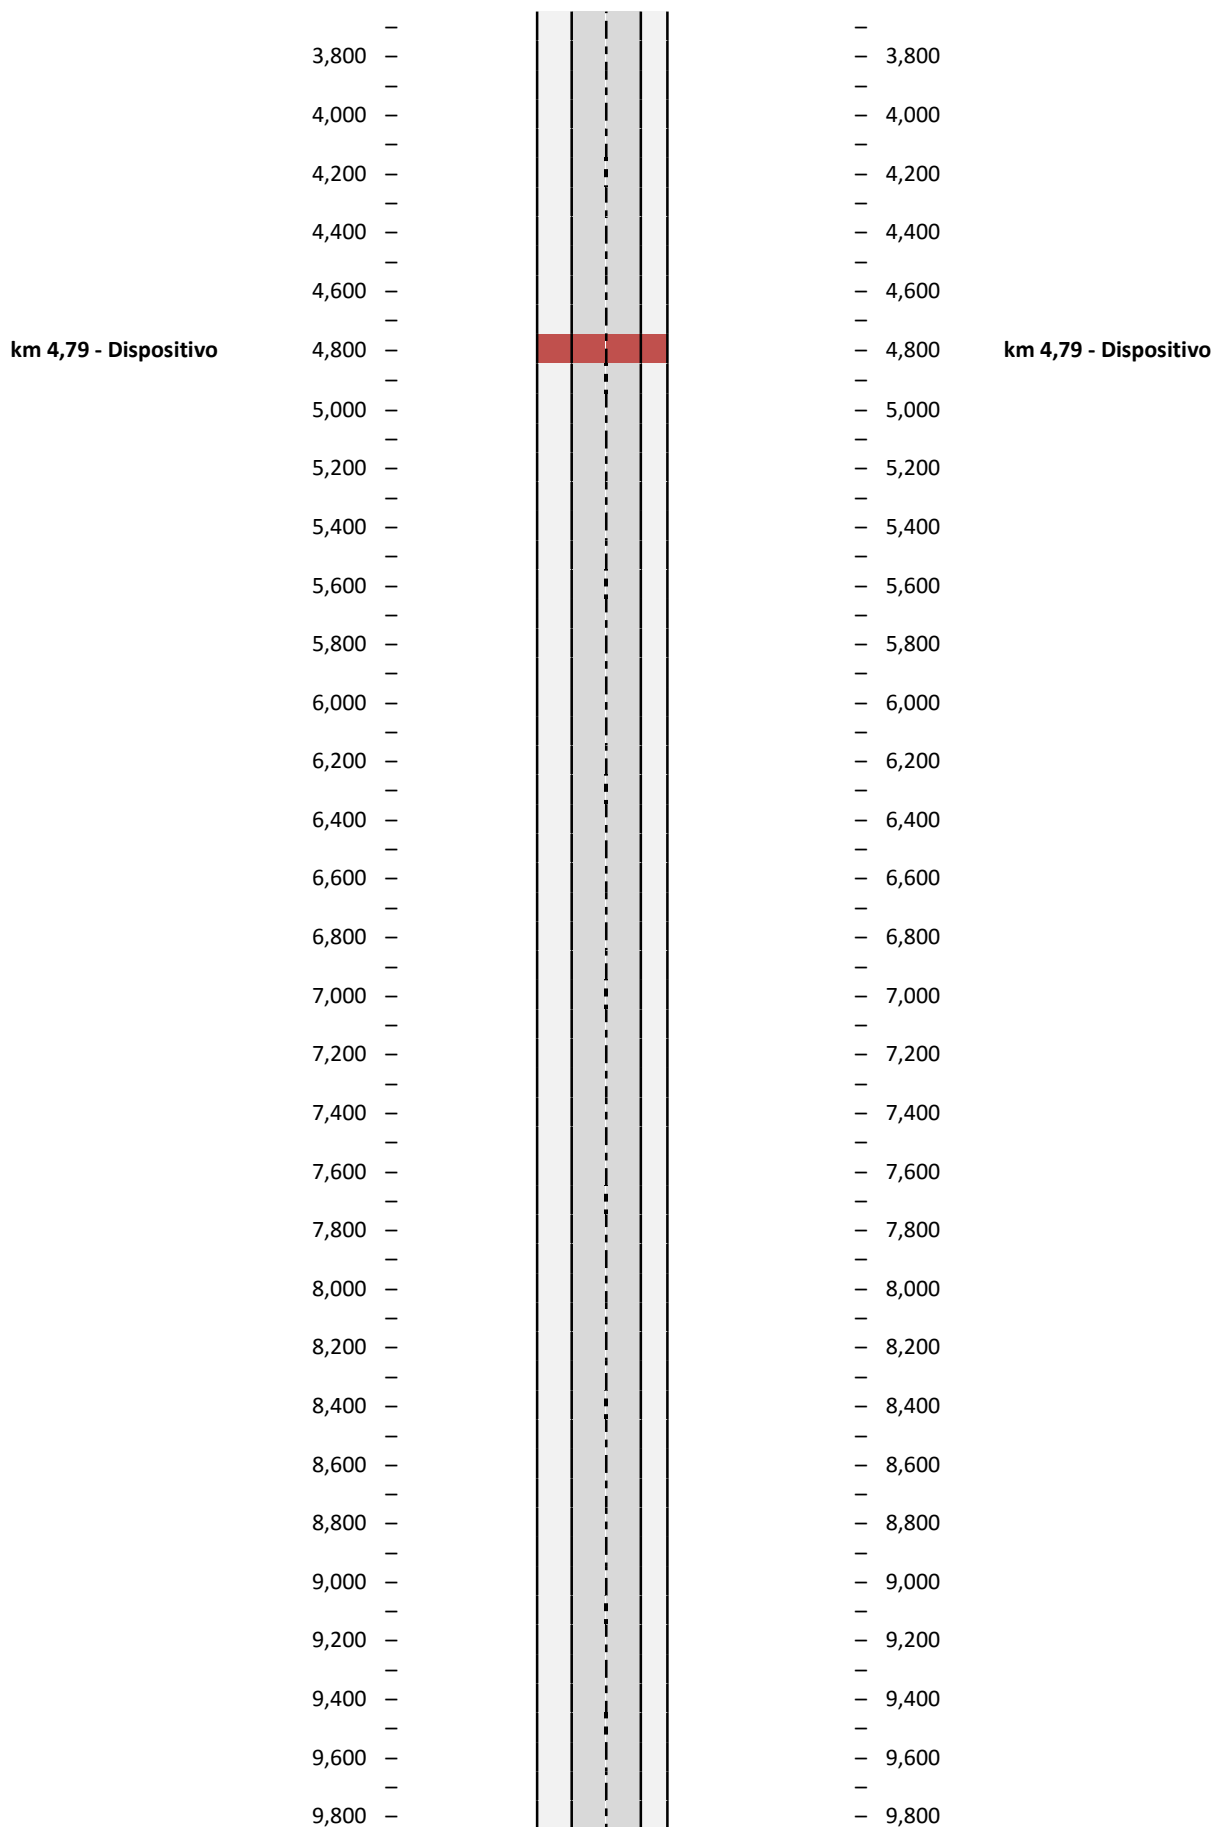 3,800 – – 3,800
–
4,000 – – 4,000
–
4,200 – – 4,200
–
4,400 – – 4,400
–
4,600 – – 4,600
–
km 4,79 - Dispositivo 4,800 – – 4,800 km 4,79 - Dispositivo
–
5,000 – – 5,000
–
5,200 – – 5,200
–
5,400 – – 5,400
–
5,600 – – 5,600
–
5,800 – – 5,800
–
6,000 – – 6,000
–
6,200 – – 6,200
–
6,400 – – 6,400
–
6,600 – – 6,600
–
6,800 – – 6,800
–
7,000 – – 7,000
–
7,200 – – 7,200
–
7,400 – – 7,400
–
7,600 – – 7,600
–
7,800 – – 7,800
–
8,000 – – 8,000
–
8,200 – – 8,200
–
8,400 – – 8,400
–
8,600 – – 8,600
–
8,800 – – 8,800
–
9,000 – – 9,000
–
9,200 – – 9,200
–
9,400 – – 9,400
–
9,600 – – 9,600
–
9,800 – – 9,800